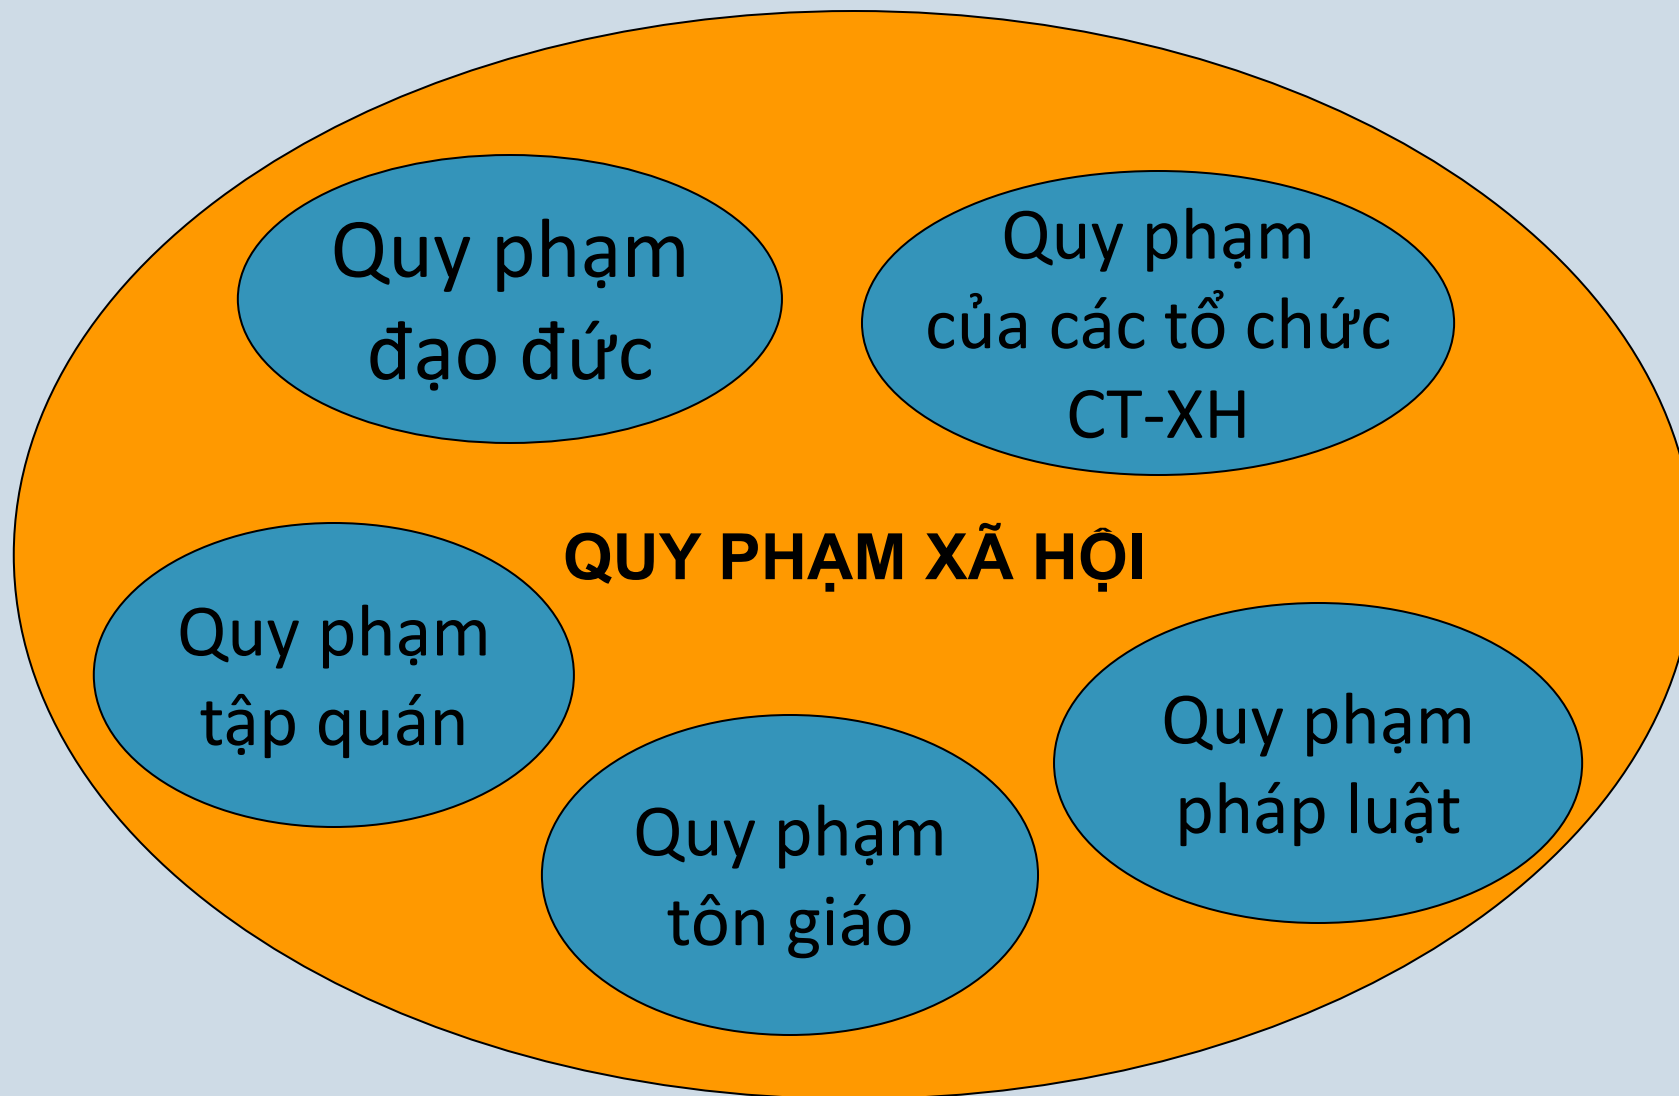 Quy phạm
đạo đức
Quy phạm
của các tổ chức
CT-XH
QUY PHẠM XÃ HỘI
Quy phạm
tập quán
Quy phạm
pháp luật
Quy phạm
tôn giáo